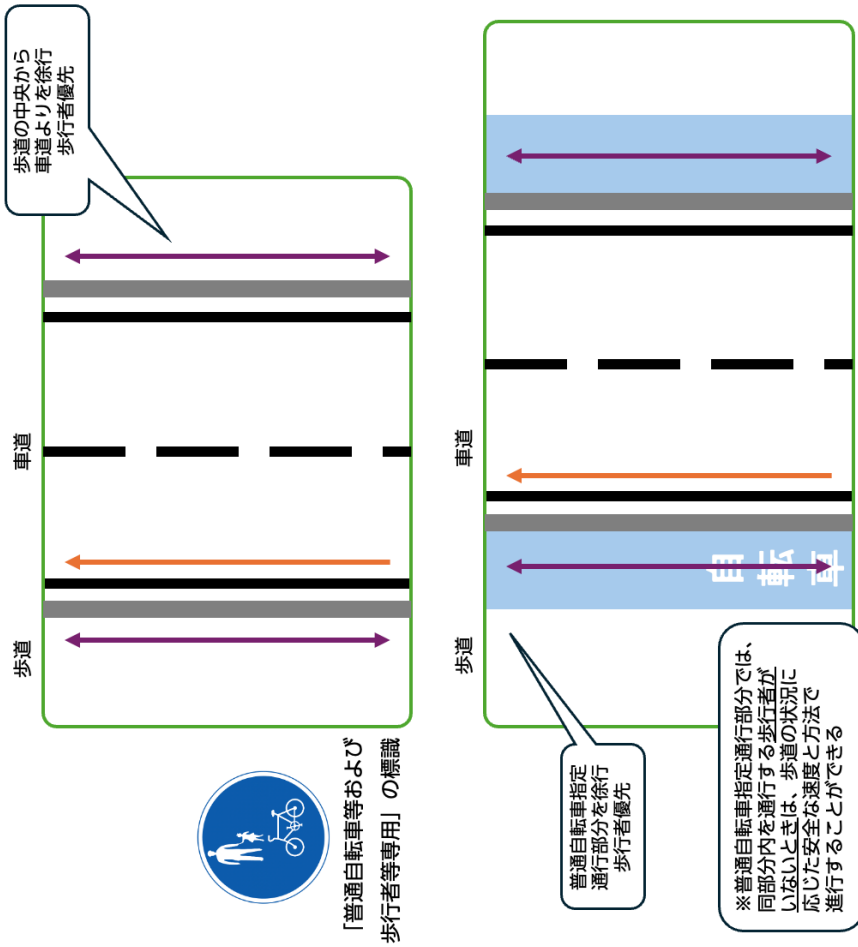 歩道の中央から
車道よりを徐行
歩行者優先
歩道
車道
「普通自転車等および
歩行者等専用」の標識
歩道
車道
自転車
普通自転車指定
通行部分を徐行
歩行者優先
※普通自転車指定通行部分では、
同部分内を通行する歩行者が
いないときは、歩道の状況に
応じた安全な速度と方法で
進行することができる